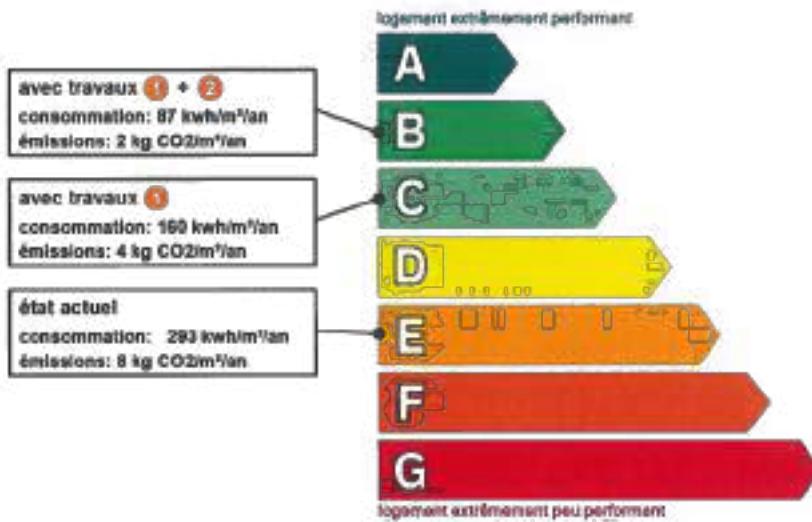 logement extrêmement performant
A
avec travaux 1 + 2
consommation: 87 kwh/m²/an
émissions: 2 kg CO2/m²/an
B
avec travaux 1
consommation: 160 kwh/m²/an
émissions: 4 kg CO2/m²/an
C
D
état actuel
consommation: 293 kwh/m²/an
émissions: 8 kg CO2/m²/an
E
F
G
logement extrêmement peu performant